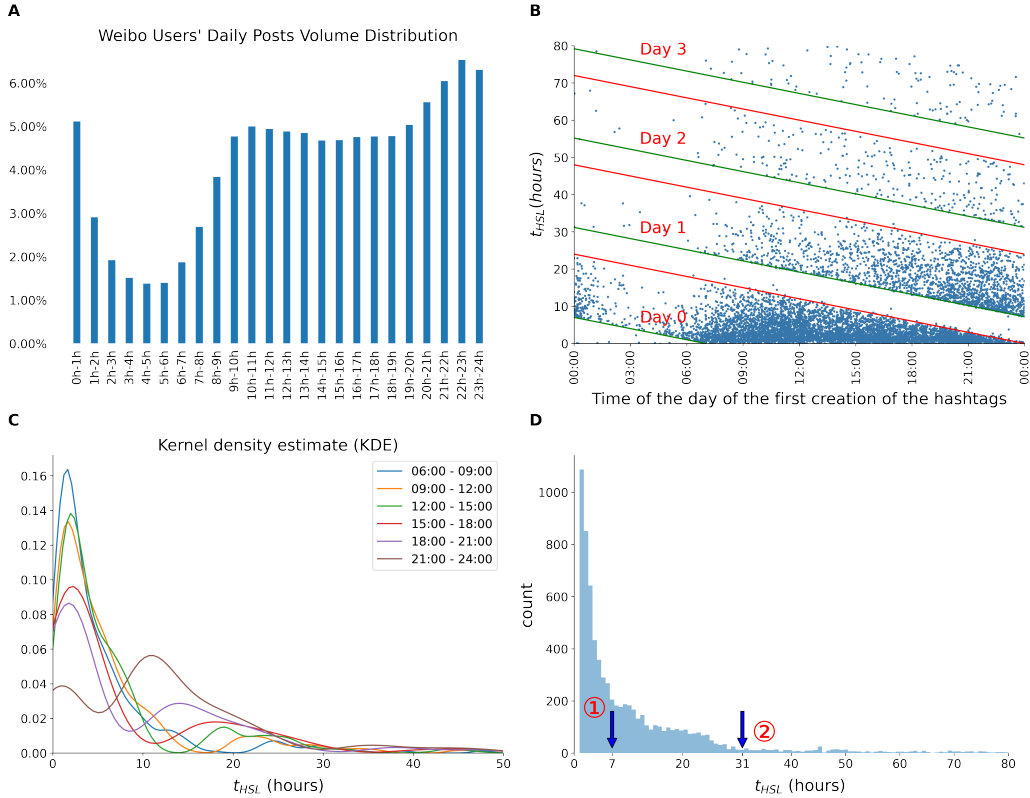 A
Weibo Users' Daily Posts Volume Distribution
6.00%
5.00%
4.00%
3.00%
2.00%
1.00%
0.00%
0h-1h
1h-2h
2h-3h
3h-4h
4h-5h
5h-6h
6h-7h
7h-8h
8h-9h
9h-10h
10h-11h
11h-12h
12h-13h
13h-14h
14h-15h
15h-16h
16h-17h
17h-18h
18h-19h
19h-20h
20h-21h
21h-22h
22h-23h
23h-24h
B
80
70
60
50
40
30
20
10
0
t_HSL(hours)
Day 3
Day 2
Day 1
Day 0
00:00
03:00
06:00
09:00
12:00
15:00
18:00
21:00
00:00
Time of the day of the first creation of the hashtags
C
Kernel density estimate (KDE)
0.16
0.14
0.12
0.10
0.08
0.06
0.04
0.02
0.00
06:00 - 09:00
09:00 - 12:00
12:00 - 15:00
15:00 - 18:00
18:00 - 21:00
21:00 - 24:00
0 10 20 30 40 50
t_HSL (hours)
D
1000
800
600
400
200
0
count
①
②
0 7 20 31 40 50 60 70 80
t_HSL (hours)